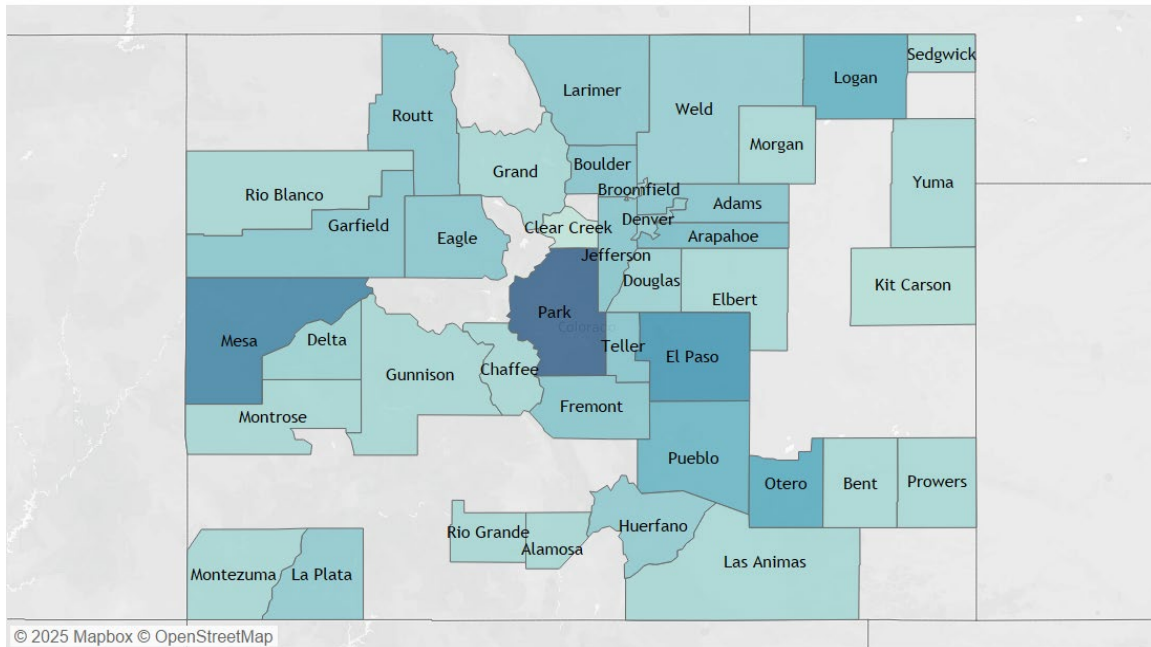 Sedgwick
Logan
Larimer
Weld
Routt
Morgan
Boulder
Grand
Yuma
Rio Blanco
Broomfield
Adams
Denver
Garfield
Clear Creek
Eagle
Arapahoe
Jefferson
Douglas
Kit Carson
Elbert
Park
Colorado
Mesa
Delta
Teller
El Paso
Chaffee
Gunnison
Fremont
Montrose
Pueblo
Otero
Bent
Prowers
Huerfano
Rio Grande
Alamosa
Las Animas
Montezuma
La Plata
© 2025 Mapbox © OpenStreetMap